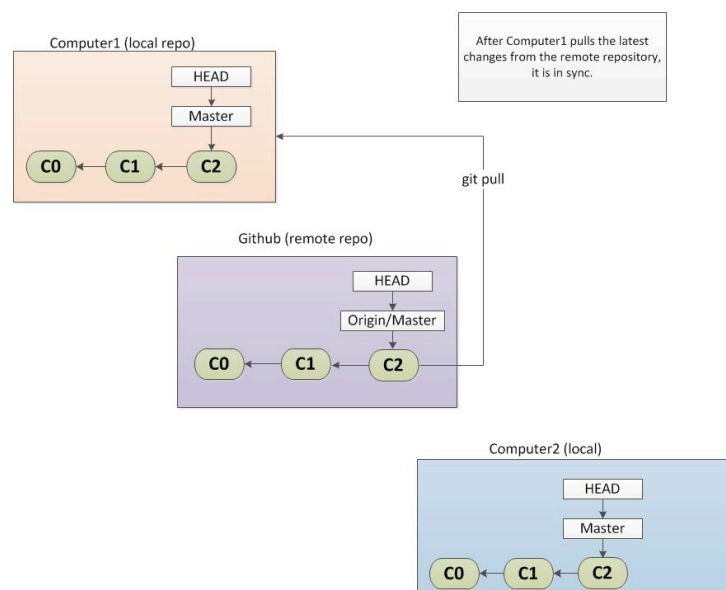 Computer1 (local repo)
After Computer1 pulls the latest
changes from the remote repository,
it is in sync.
HEAD
Master
C0
C1
C2
git pull
Github (remote repo)
HEAD
Origin/Master
C0
C1
C2
Computer2 (local)
HEAD
Master
C0
C1
C2